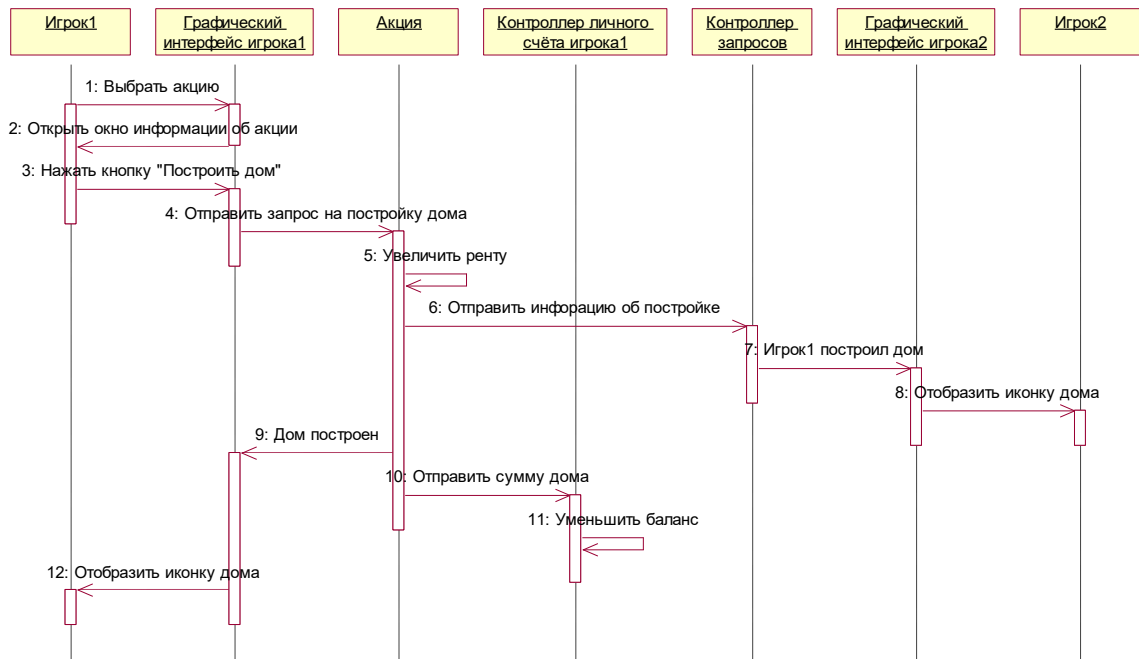 Игрок1
Графический
интерфейс игрока1
Акция
Контроллер личного
счёта игрока1
Контроллер
запросов
Графический
интерфейс игрока2
Игрок2
1: Выбрать акцию
2: Открыть окно информации об акции
3: Нажать кнопку "Построить дом"
4: Отправить запрос на постройку дома
5: Увеличить ренту
6: Отправить инфорацию об постройке
7: Игрок1 построил дом
8: Отобразить иконку дома
9: Дом построен
10: Отправить сумму дома
11: Уменьшить баланс
12: Отобразить иконку дома